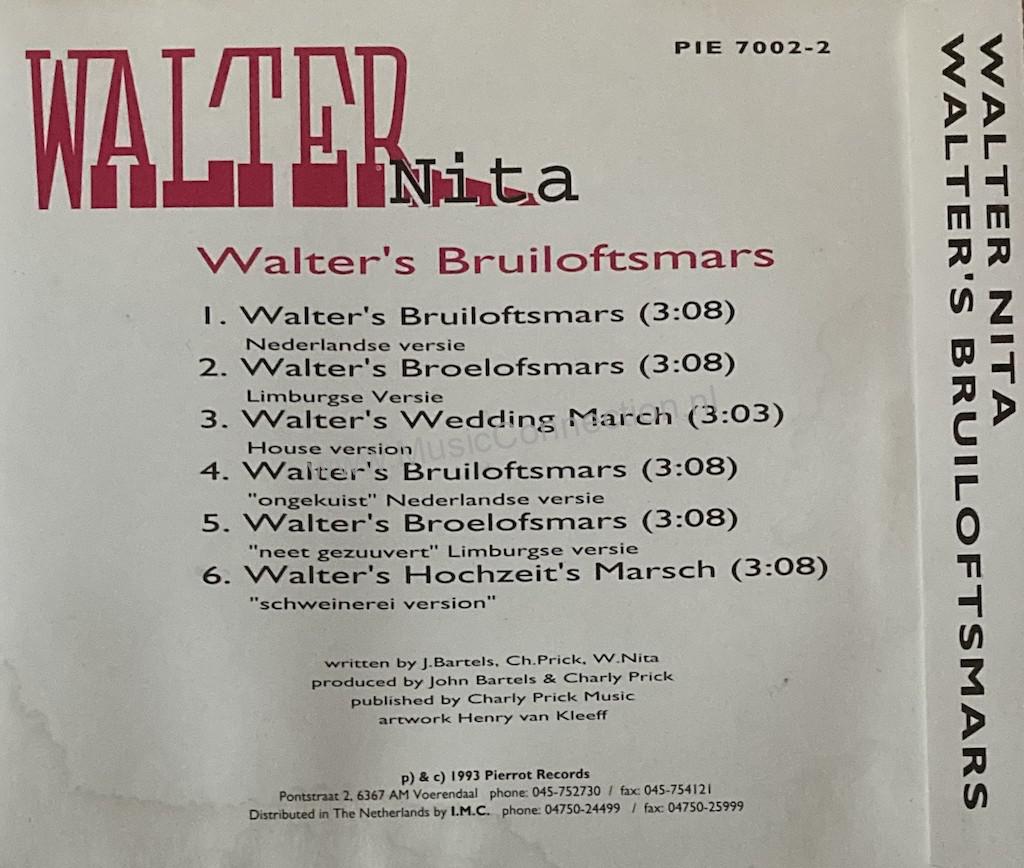 PIE 7002-2
WALTER
Nita
Walter's Bruiloftsmars
1. Walter's Bruiloftsmars (3:08)
Nederlandse versie
2. Walter's Broelofsmars (3:08)
Limburgse Versie
3. Walter's Wedding March (3:03)
House version
4. Walter's Bruiloftsmars (3:08)
"ongekuist" Nederlandse versie
5. Walter's Broelofsmars (3:08)
"neet gezuuvert" Limburgse versie
6. Walter's Hochzeit's Marsch (3:08)
"schweinerei version"
written by J.Bartels, Ch.Prick, W.Nita
produced by John Bartels & Charly Prick
published by Charly Prick Music
artwork Henry van Kleeff
p) & c) 1993 Pierrot Records
Pontstraat 2, 6367 AM Voerendaal phone: 045-752730 / fax: 045-754121
Distributed in The Netherlands by I.M.C. phone: 04750-24499 / fax: 04750-25999
WALTER NITA
WALTER'S BRUILOFTSMARS
MusicConnection.nl